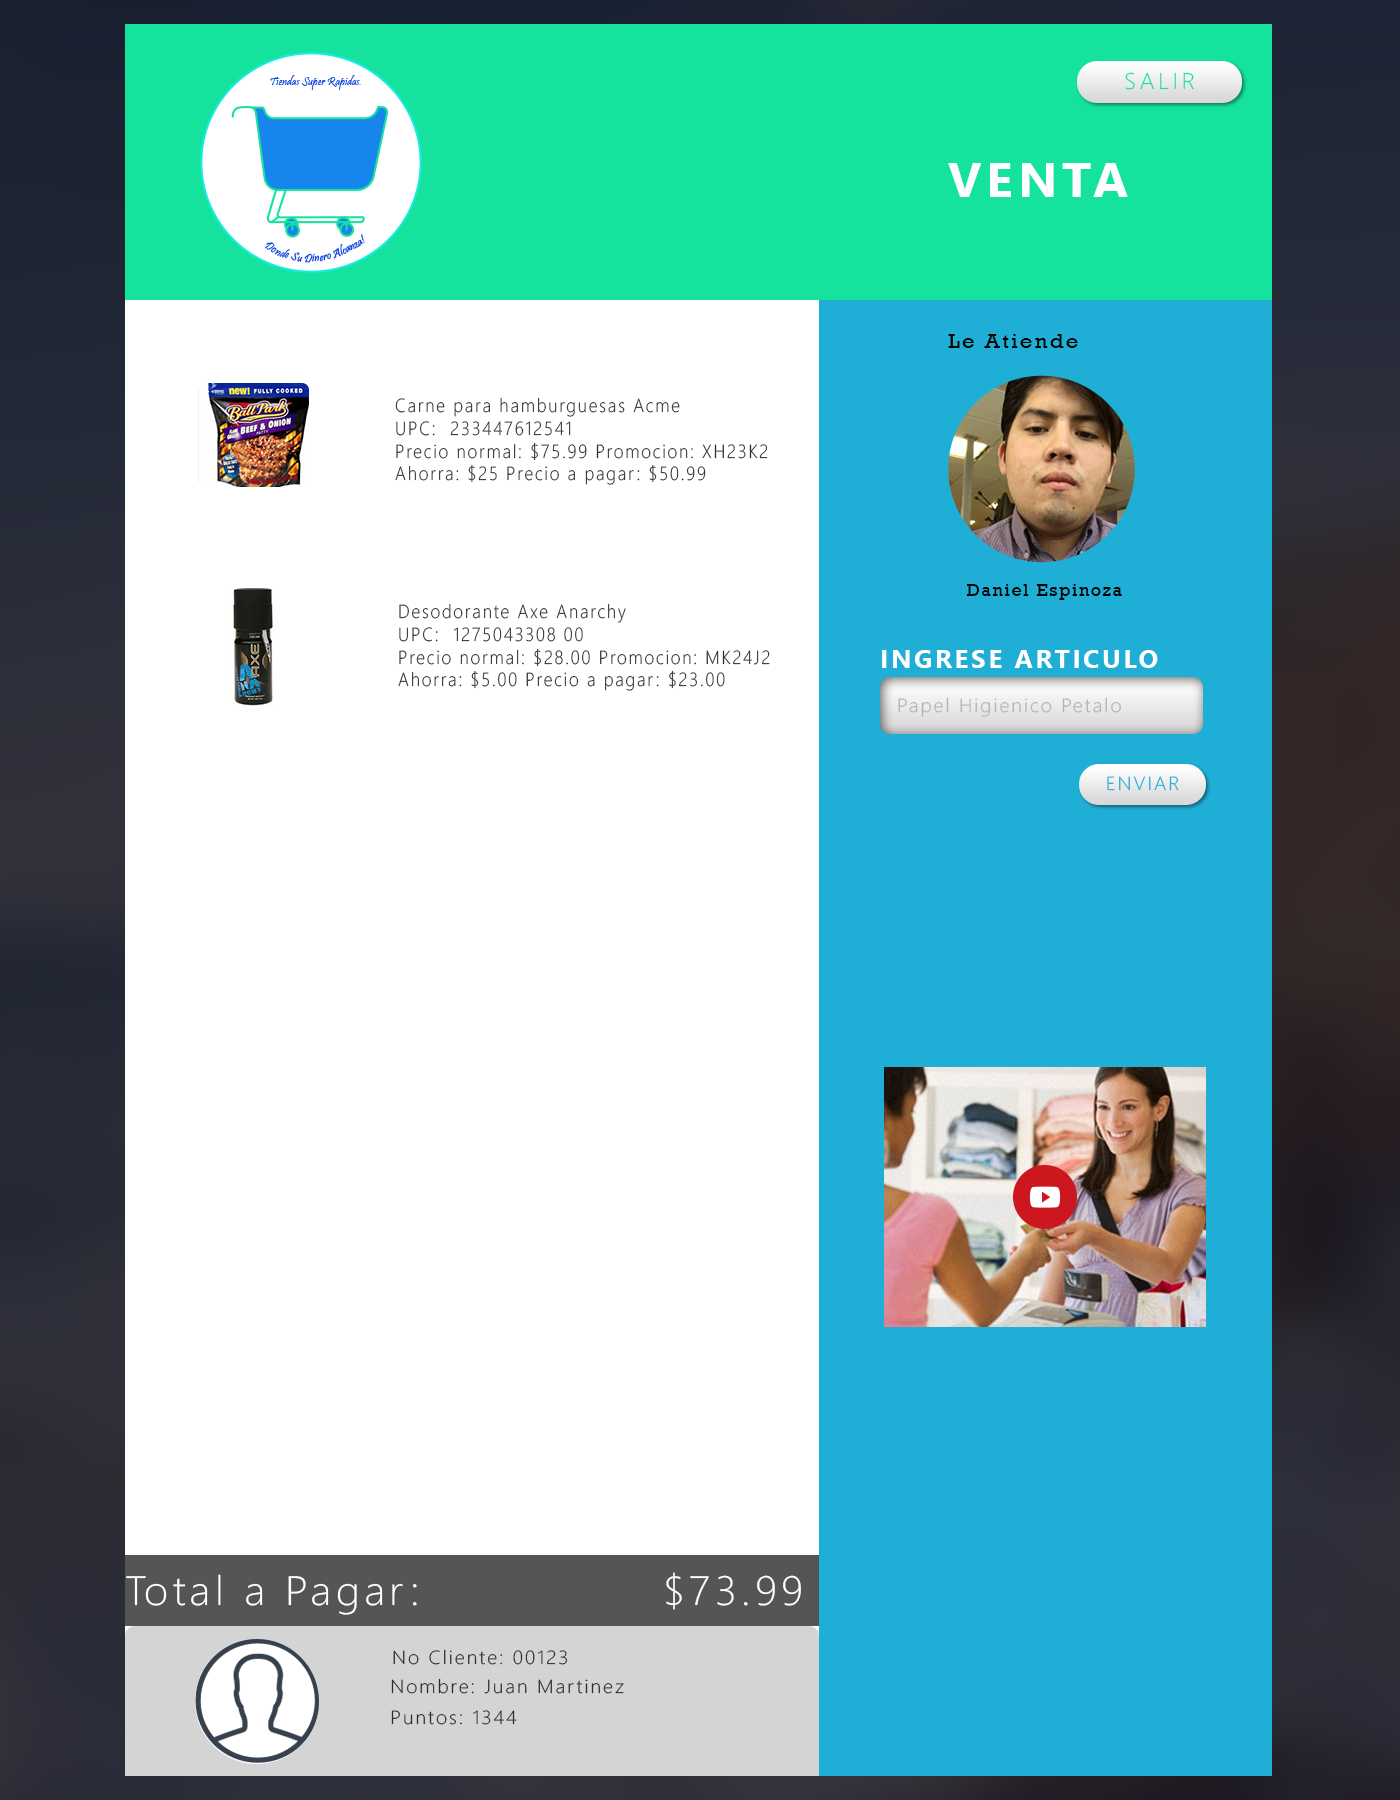 Tiendas Super Rapidas.
Donde Su Dinero Alcanza!
SALIR
VENTA
new! FULLY COOKED
Ball Park
BEEF & ONION
Carne para hamburguesas Acme
UPC: 233447612541
Precio normal: $75.99 Promocion: XH23K2
Ahorra: $25 Precio a pagar: $50.99
AXE
Desodorante Axe Anarchy
UPC: 1275043308 00
Precio normal: $28.00 Promocion: MK24J2
Ahorra: $5.00 Precio a pagar: $23.00
Total a Pagar: $73.99
No Cliente: 00123
Nombre: Juan Martinez
Puntos: 1344
Le Atiende
Daniel Espinoza
INGRESE ARTICULO
Papel Higienico Petalo
ENVIAR